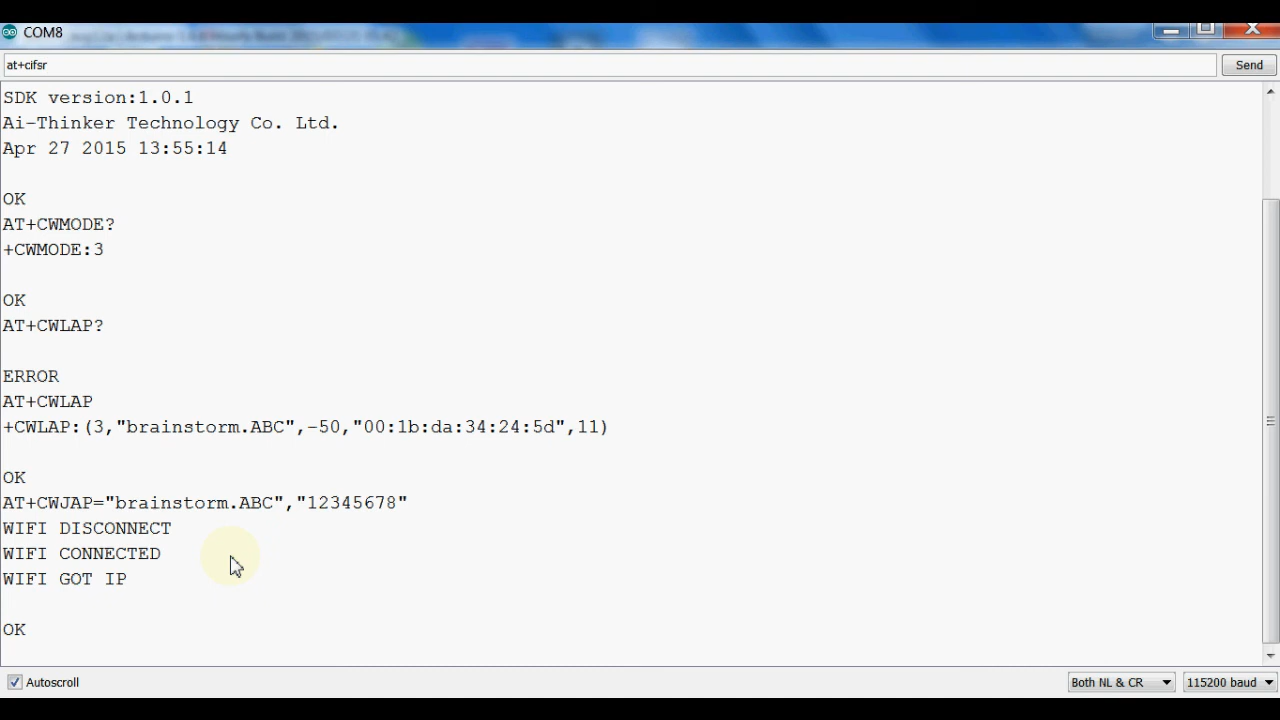 COM8
at+cifsr
Send
SDK version:1.0.1
Ai-Thinker Technology Co. Ltd.
Apr 27 2015 13:55:14
OK
AT+CWMODE?
+CWMODE:3
OK
AT+CWLAP?
ERROR
AT+CWLAP
+CWLAP:(3,"brainstorm.ABC",-50,"00:1b:da:34:24:5d",11)
OK
AT+CWJAP="brainstorm.ABC","12345678"
WIFI DISCONNECT
WIFI CONNECTED
WIFI GOT IP
OK
Autoscroll
Both NL & CR
115200 baud